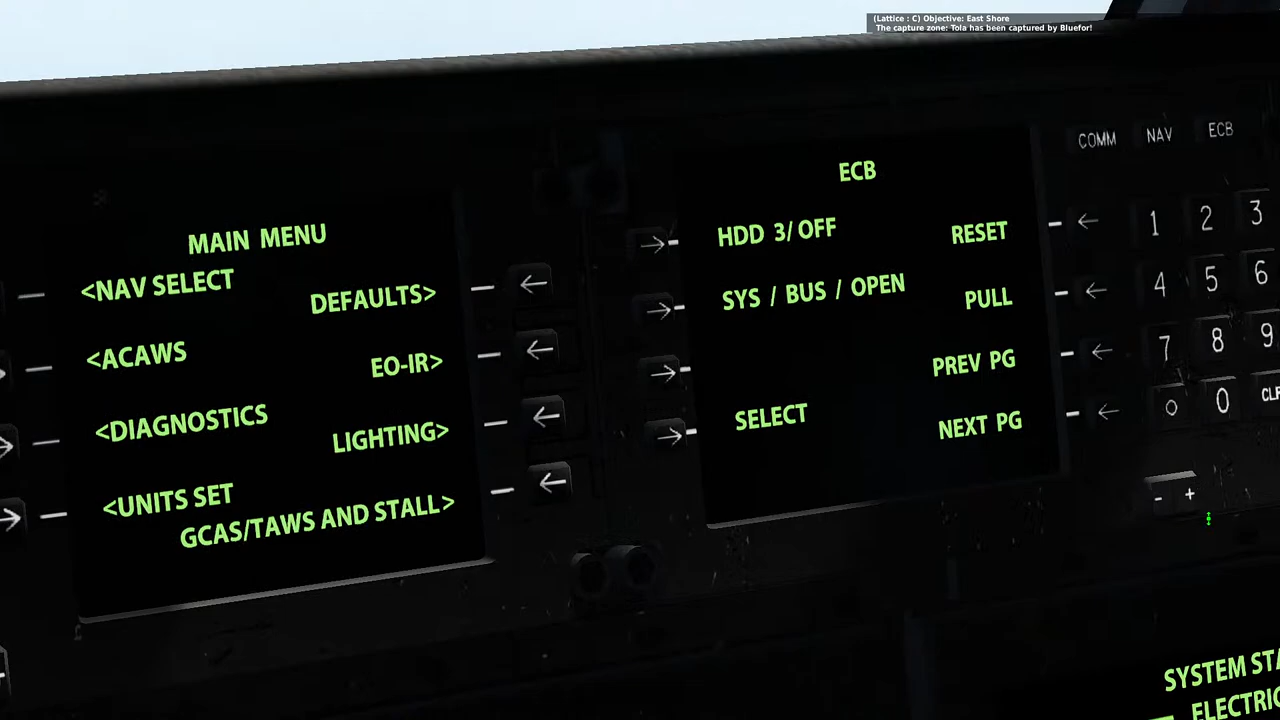 (Lattice : C) Objective: East Shore
The capture zone: Tola has been captured by Bluefor!
MAIN MENU
<NAV SELECT
DEFAULTS>
<ACAWS
EO-IR>
<DIAGNOSTICS
LIGHTING>
<UNITS SET
GCAS/TAWS AND STALL>
ECB
HDD 3/ OFF
RESET
SYS / BUS / OPEN
PULL
PREV PG
SELECT
NEXT PG
COMM NAV ECB
1 2 3
4 5 6
7 8 9
0
- +
SYSTEM